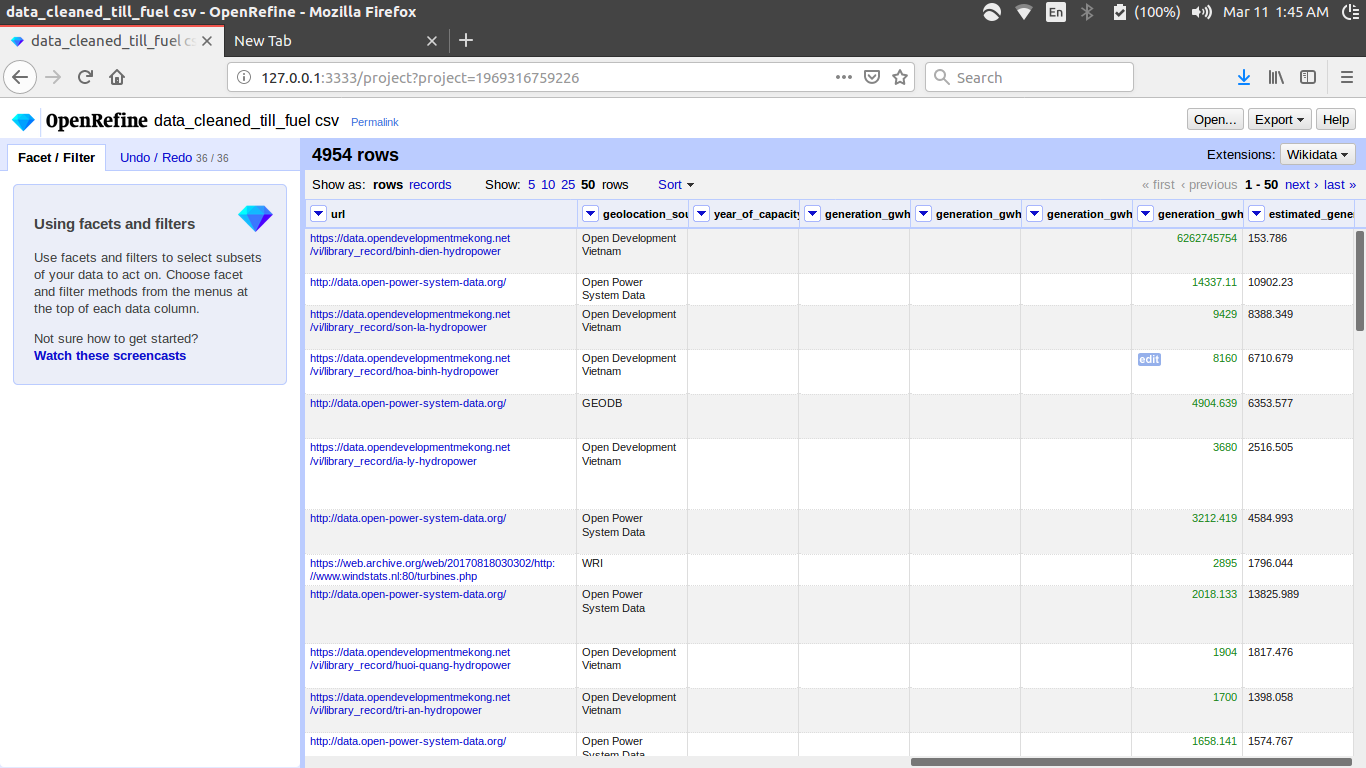 data_cleaned_till_fuel csv - OpenRefine - Mozilla Firefox
En
(100%)
Mar 11 1:45 AM
data_cleaned_till_fuel cs
New Tab
127.0.0.1:3333/project?project=1969316759226
Search
OpenRefine data_cleaned_till_fuel csv Permalink
Open... Export Help
Facet / Filter Undo / Redo 36 / 36
4954 rows
Extensions: Wikidata
Using facets and filters
Use facets and filters to select subsets
of your data to act on. Choose facet
and filter methods from the menus at
the top of each data column.
Not sure how to get started?
Watch these screencasts
Show as: rows records Show: 5 10 25 50 rows Sort
« first ‹ previous 1 - 50 next › last »
url geolocation_sou year_of_capacity generation_gwh generation_gwh generation_gwh generation_gwh estimated_gene
https://data.opendevelopmentmekong.net Open Development 6262745754 153.786
/vi/library_record/binh-dien-hydropower Vietnam
http://data.open-power-system-data.org/ Open Power 14337.11 10902.23
System Data
https://data.opendevelopmentmekong.net Open Development 9429 8388.349
/vi/library_record/son-la-hydropower Vietnam
https://data.opendevelopmentmekong.net Open Development edit 8160 6710.679
/vi/library_record/hoa-binh-hydropower Vietnam
http://data.open-power-system-data.org/ GEODB 4904.639 6353.577
https://data.opendevelopmentmekong.net Open Development 3680 2516.505
/vi/library_record/ia-ly-hydropower Vietnam
http://data.open-power-system-data.org/ Open Power 3212.419 4584.993
System Data
https://web.archive.org/web/20170818030302/http: WRI 2895 1796.044
//www.windstats.nl:80/turbines.php
http://data.open-power-system-data.org/ Open Power 2018.133 13825.989
System Data
https://data.opendevelopmentmekong.net Open Development 1904 1817.476
/vi/library_record/huoi-quang-hydropower Vietnam
https://data.opendevelopmentmekong.net Open Development 1700 1398.058
/vi/library_record/tri-an-hydropower Vietnam
http://data.open-power-system-data.org/ Open Power 1658.141 1574.767
System Data